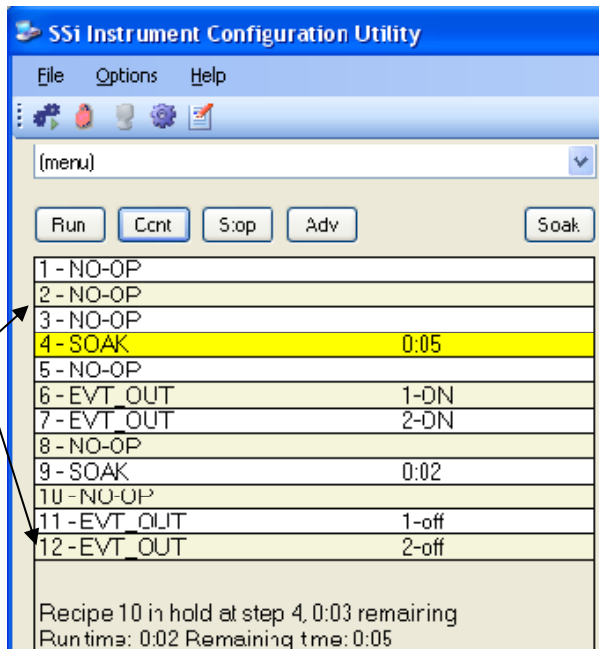 SSi Instrument Configuration Utility
File Options Help
(menu)
Run Cont Stop Adv Soak
1 - NO-OP
2 - NO-OP
3 - NO-OP
4 - SOAK 0:05
5 - NO-OP
6 - EVT_OUT 1-ON
7 - EVT_OUT 2-ON
8 - NO-OP
9 - SOAK 0:02
10 - NO-OP
11 - EVT_OUT 1-off
12 - EVT_OUT 2-off
Recipe 10 in hold at step 4, 0:03 remaining
Run time: 0:02 Remaining time: 0:05